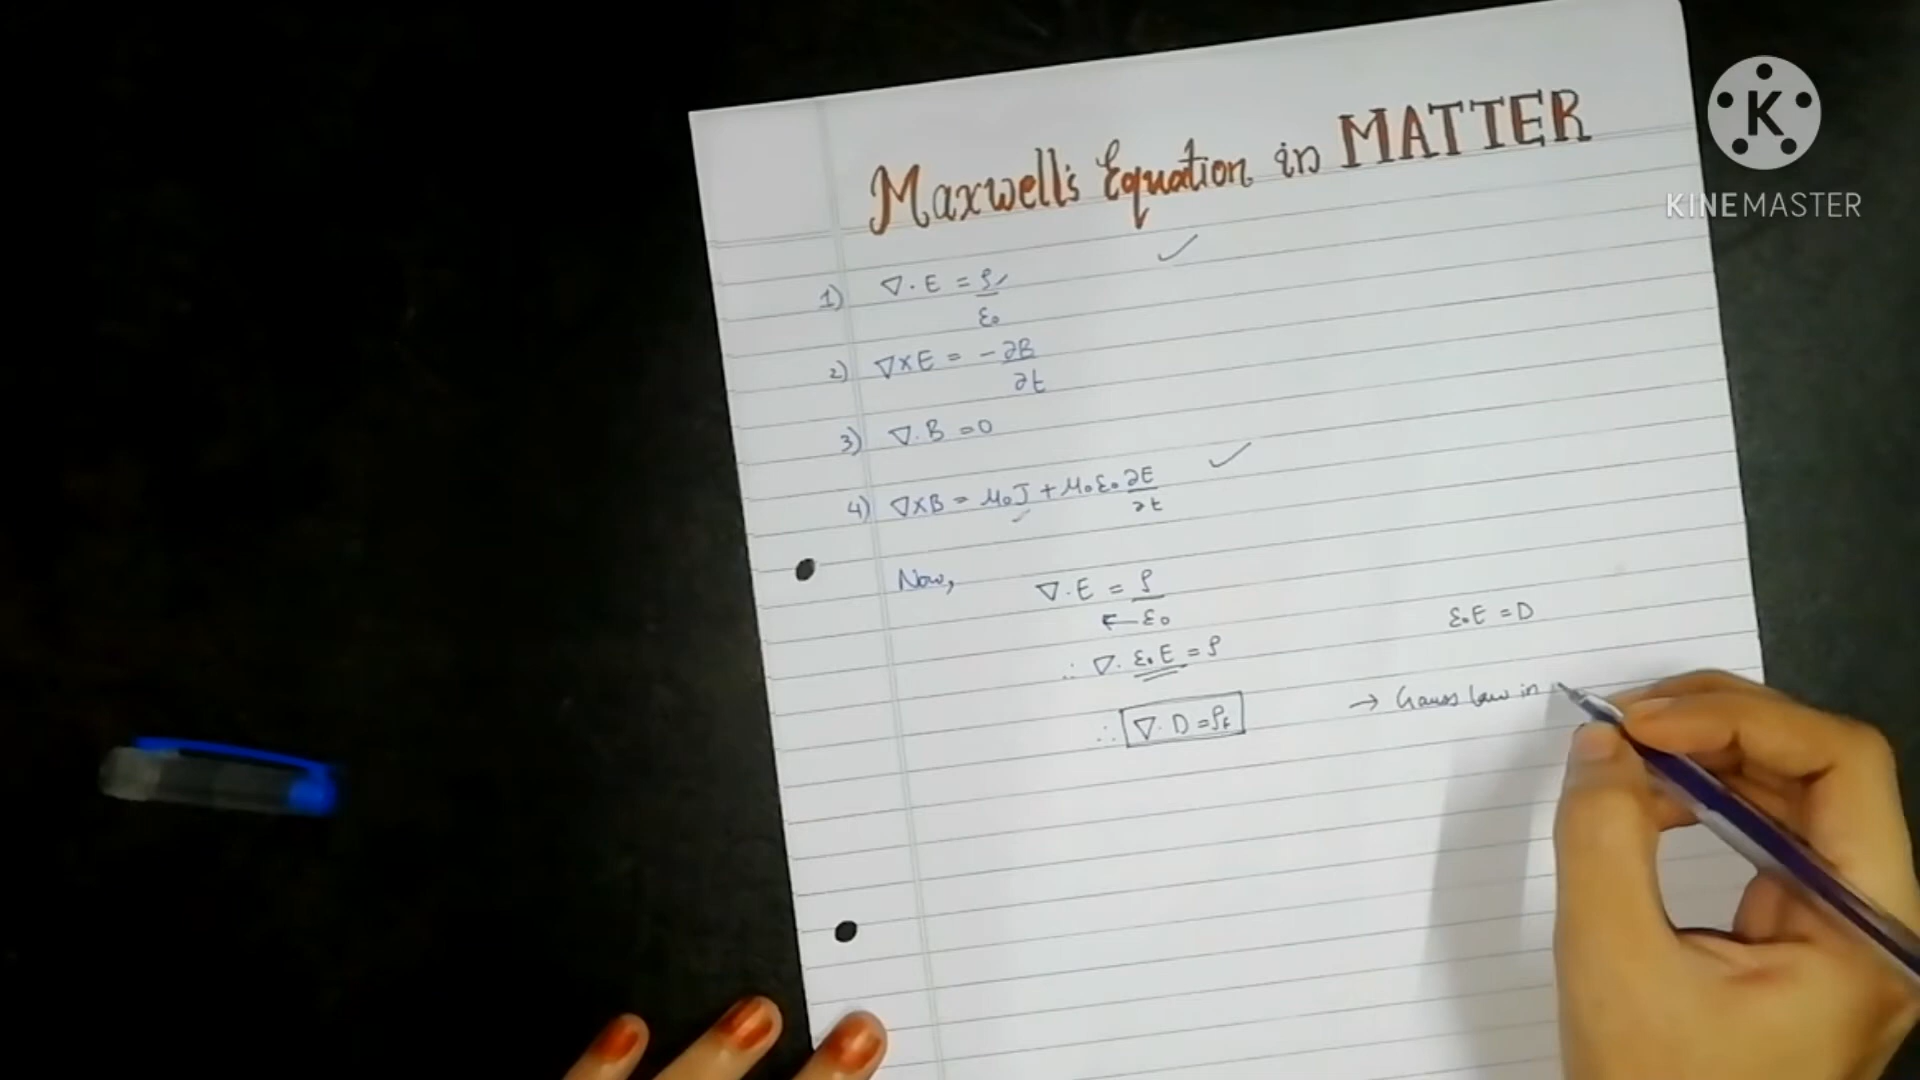 Maxwell's Equation in MATTER
K
KINEMASTER
1) ∇·E = ρ/ε₀
2) ∇×E = -∂B/∂t
3) ∇·B = 0
4) ∇×B = μ₀J + μ₀ε₀ ∂E/∂t
Now, ∇·E = ρ/ε₀
←
ε₀E = D
∴ ∇·ε₀E = ρ
∴ ∇·D = ρf → Gauss law in